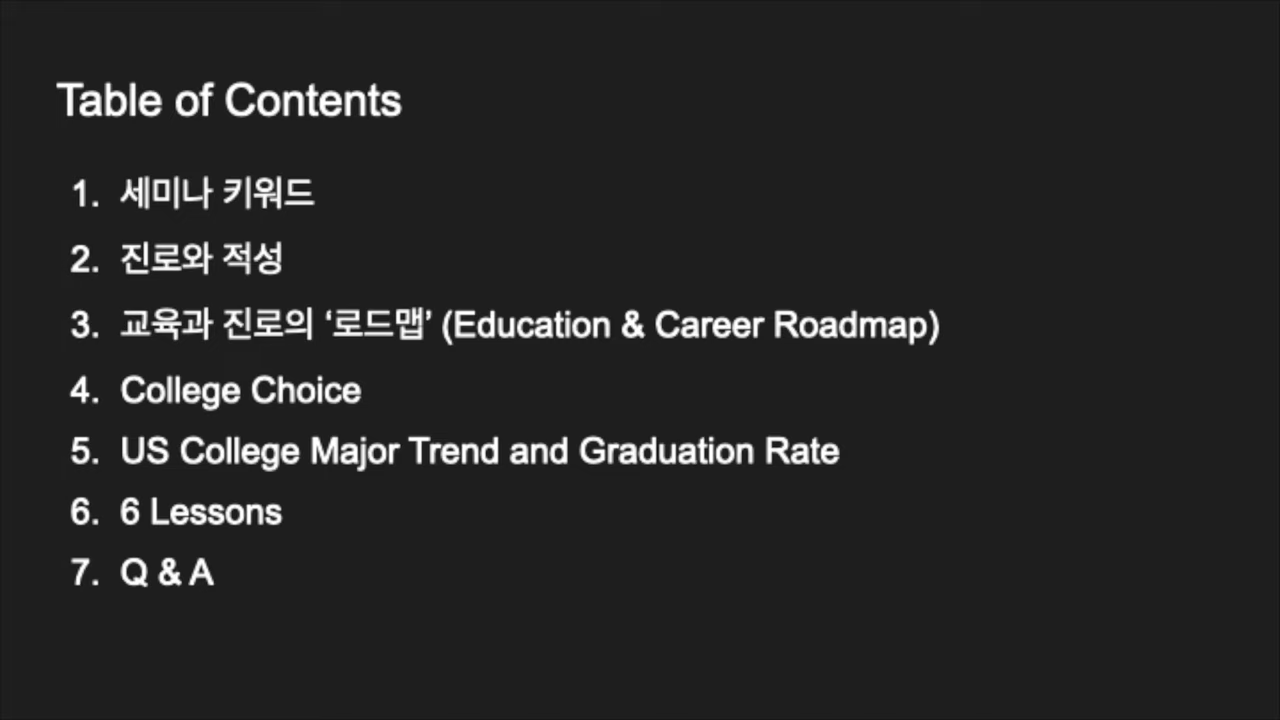 Table of Contents
1. 세미나 키워드
2. 진로와 적성
3. 교육과 진로의 ‘로드맵’ (Education & Career Roadmap)
4. College Choice
5. US College Major Trend and Graduation Rate
6. 6 Lessons
7. Q & A